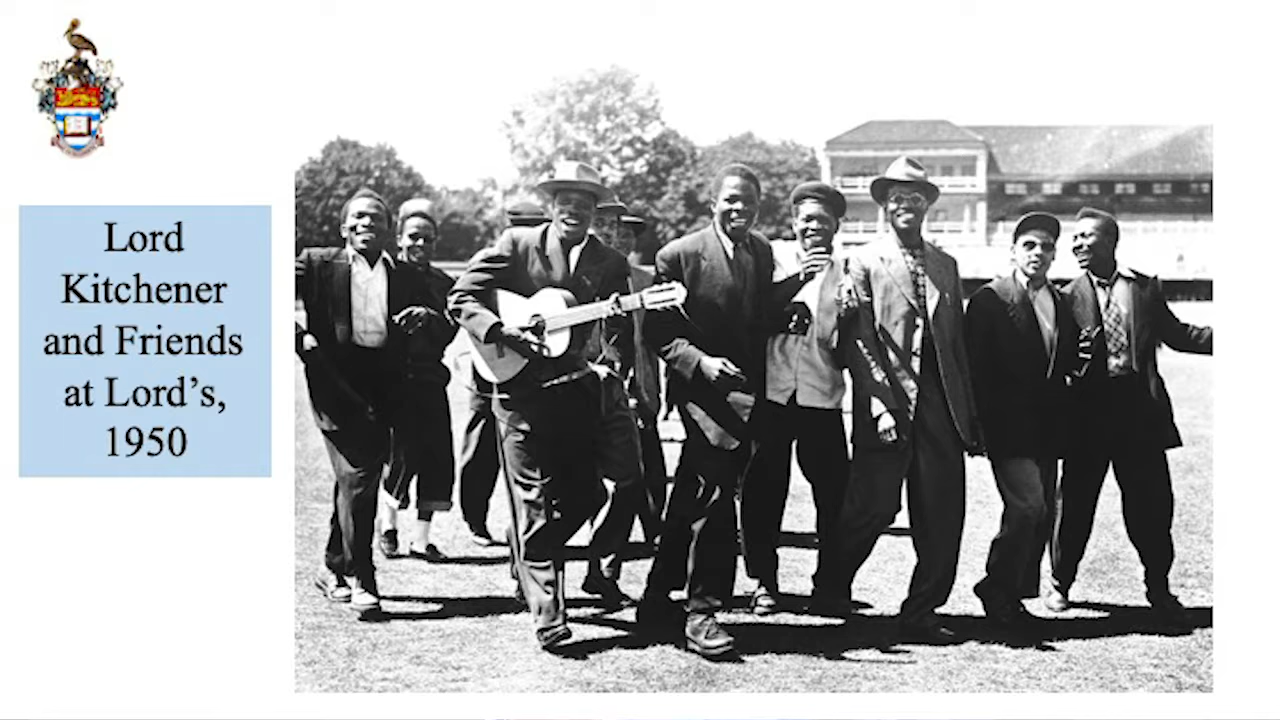 Lord
Kitchener
and Friends
at Lord’s,
1950